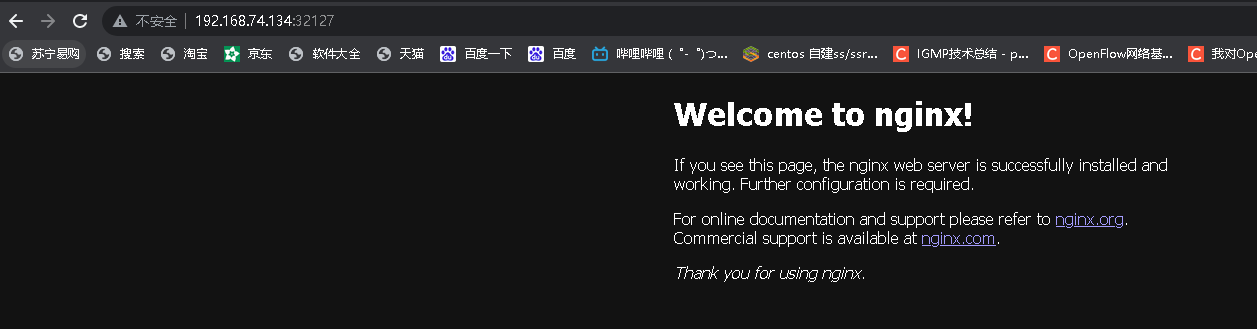 不安全 192.168.74.134:32127
苏宁易购 搜索 淘宝 京东 软件大全 天猫 百度一下 百度 哔哩哔哩 ( ゜- ゜)つ... centos 自建ss/ssr... C IGMP技术总结 - p... C OpenFlow网络基... C 我对Ope
Welcome to nginx!
If you see this page, the nginx web server is successfully installed and
working. Further configuration is required.
For online documentation and support please refer to nginx.org.
Commercial support is available at nginx.com.
Thank you for using nginx.